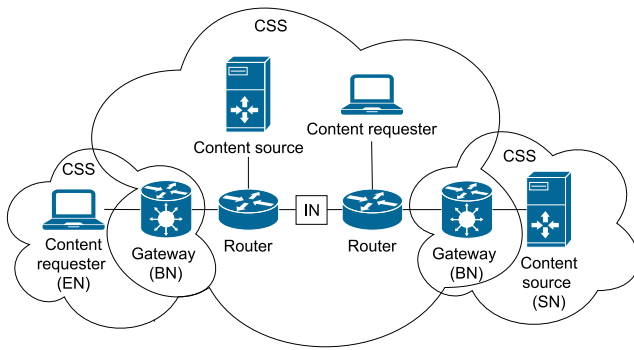 CSS
Content source
Content requester
CSS
CSS
IN
Content
requester
(EN)
Gateway
(BN)
Router
Router
Gateway
(BN)
Content
source
(SN)